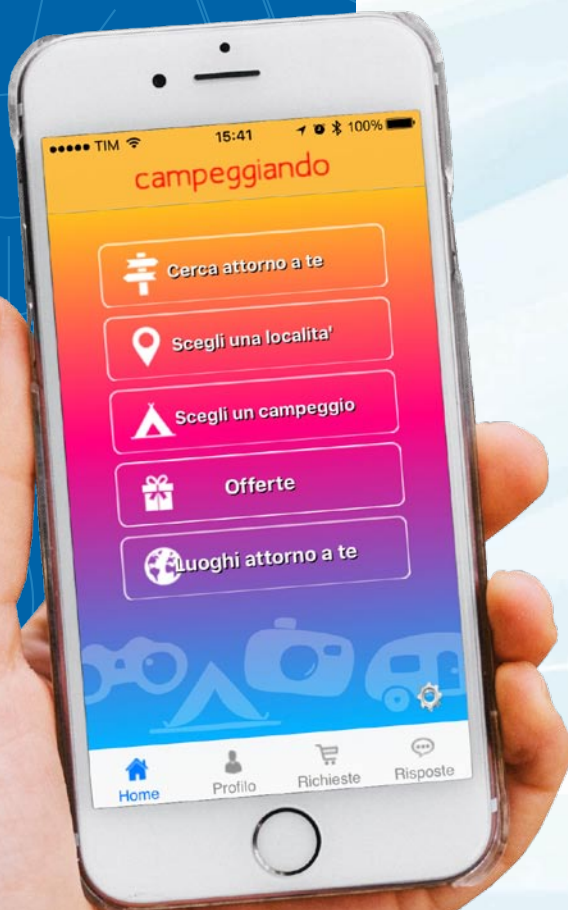 TIM 15:41 100%
campeggiando
Cerca attorno a te
Scegli una localita'
Scegli un campeggio
Offerte
Luoghi attorno a te
Home Profilo Richieste Risposte